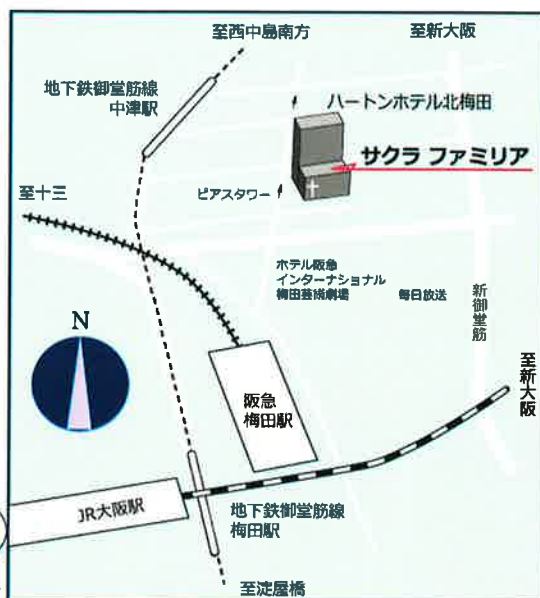 至西中島南方
至新大阪
地下鉄御堂筋線
中津駅
ハートンホテル北梅田
サクラ ファミリア
至十三
ピアスタワー
ホテル阪急
インターナショナル
梅田芸術劇場
毎日放送
新御堂筋
N
至新大阪
阪急
梅田駅
JR大阪駅
地下鉄御堂筋線
梅田駅
至淀屋橋